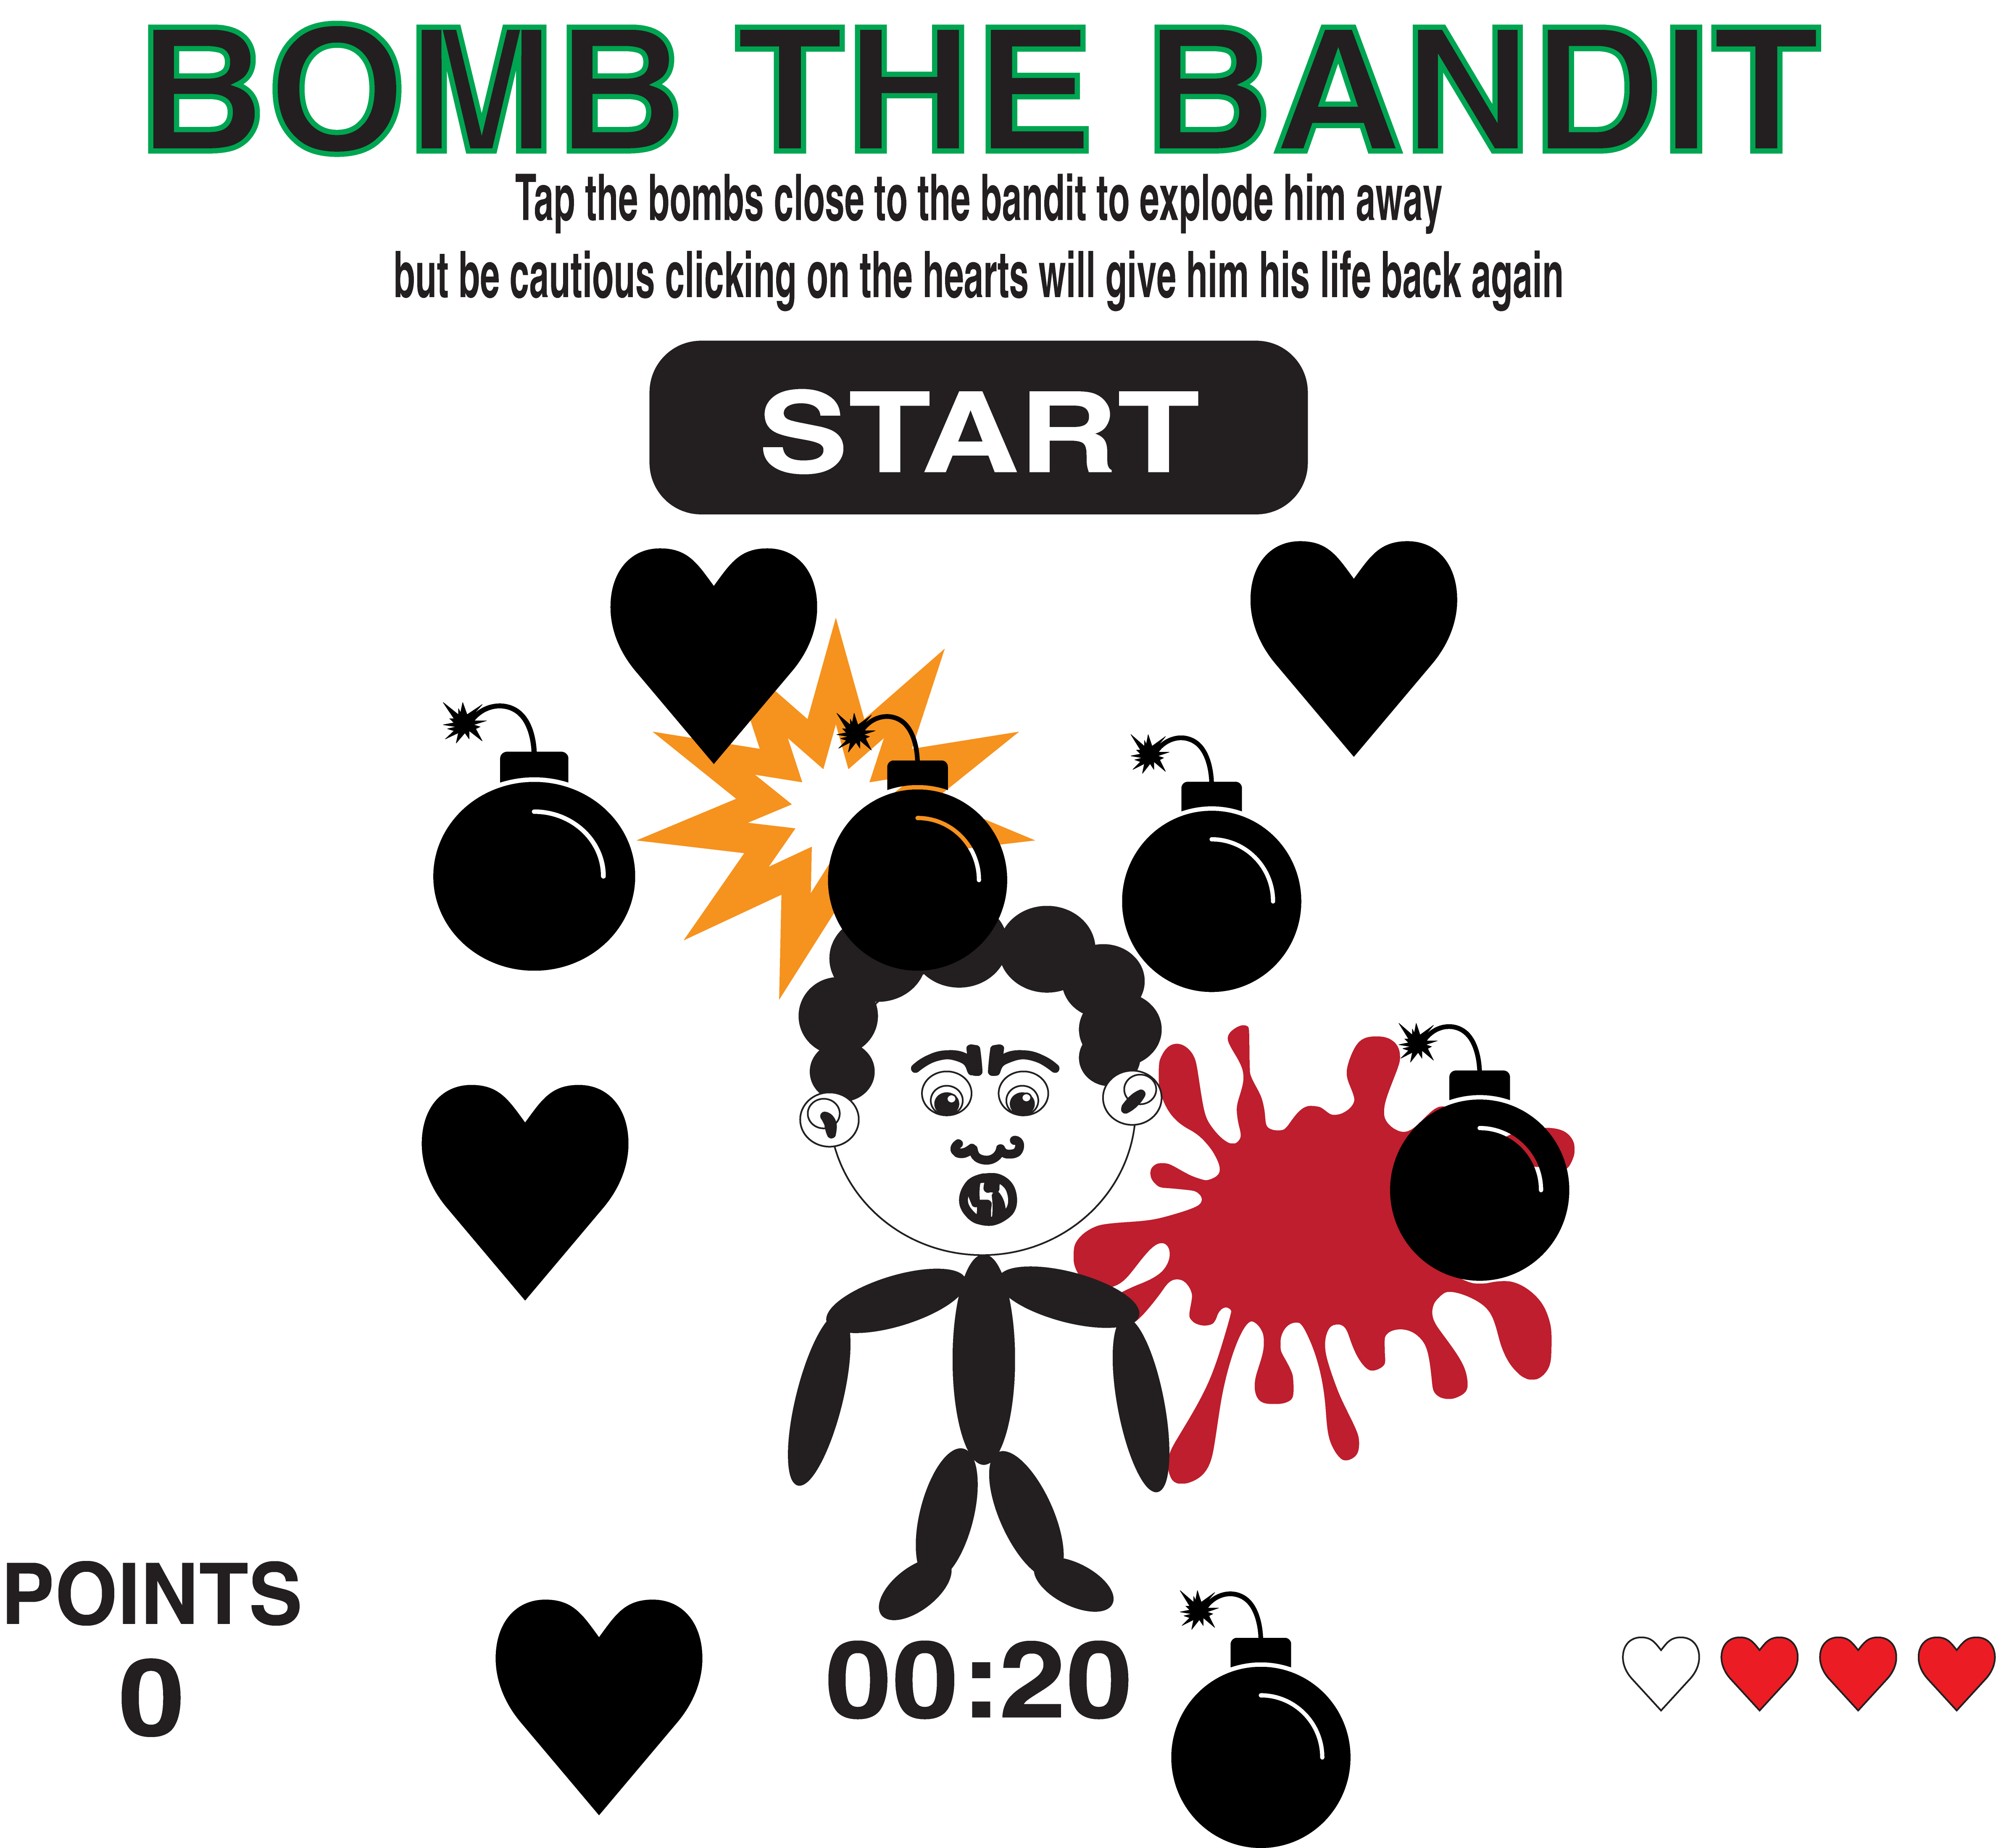 BOMB THE BANDIT
Tap the bombs close to the bandit to explode him away
but be cautious clicking on the hearts will give him his life back again
START
POINTS
0
00:20